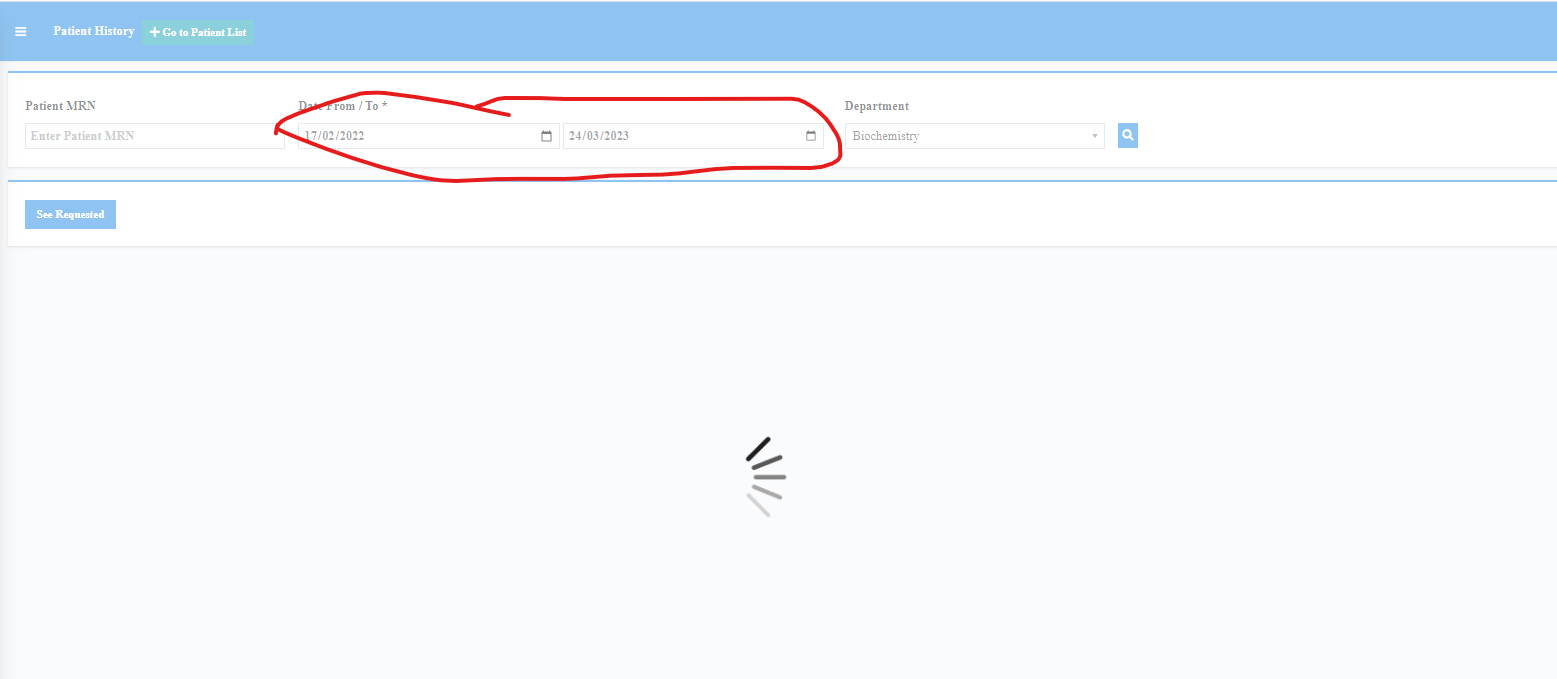 Patient History
Go to Patient List
Patient MRN
Date From / To *
Department
Enter Patient MRN
17/02/2022
24/03/2023
Biochemistry
See Requested